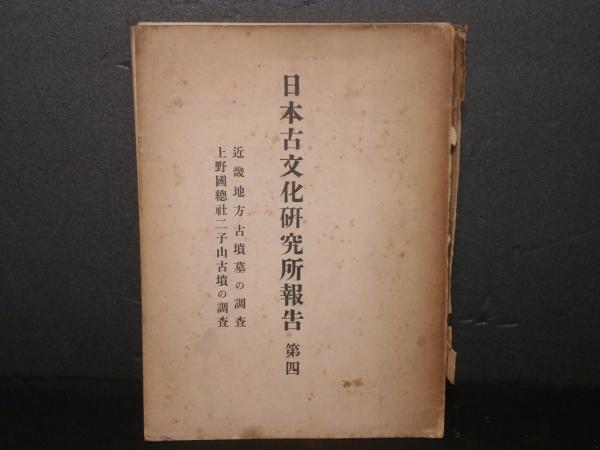 日本古文化硏究所報告 第四
近畿地方古墳墓の調査
上野國總社二子山古墳の調査